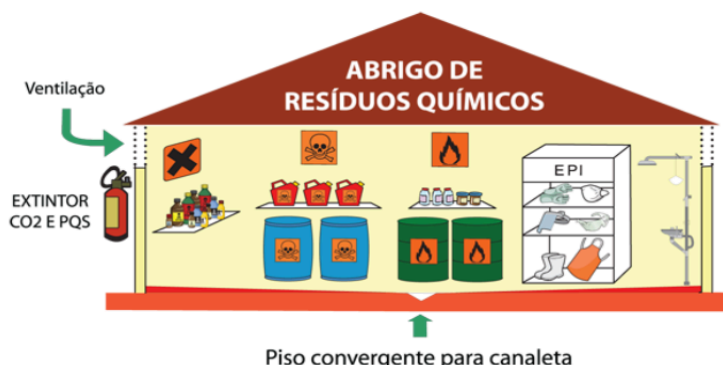 ABRIGO DE
RESÍDUOS QUÍMICOS
Ventilação
EXTINTOR
CO2 E PQS
EPI
Piso convergente para canaleta